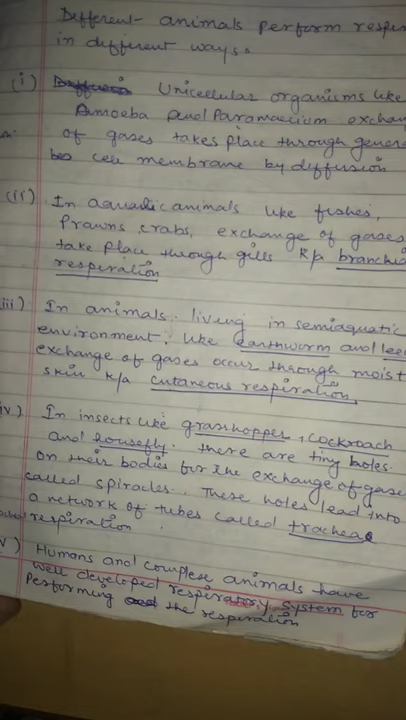 Different animals perform respir
in different ways.
(i) Unicellular organisms like
Amoeba and Paramaecium exchan
of gases takes place through gener
cell membrane by diffusion
(ii) In aquatic animals like fishes,
Prawns crabs, exchange of gases
take place through gills k/a branchia
respiration
iii) In animals living in semiaquatic
environment like earthworm and lee
exchange of gases occur through moist
skin k/a cutaneous respiration,
iv.) In insects like grasshopper, cockroach
and housefly. there are tiny holes
on their bodies for the exchange of gase
called spiracles. These holes lead into
a network of tubes called tracheae
respiration.
v) Humans and complex animals have
well developed respiratory system for
Performing the respiration